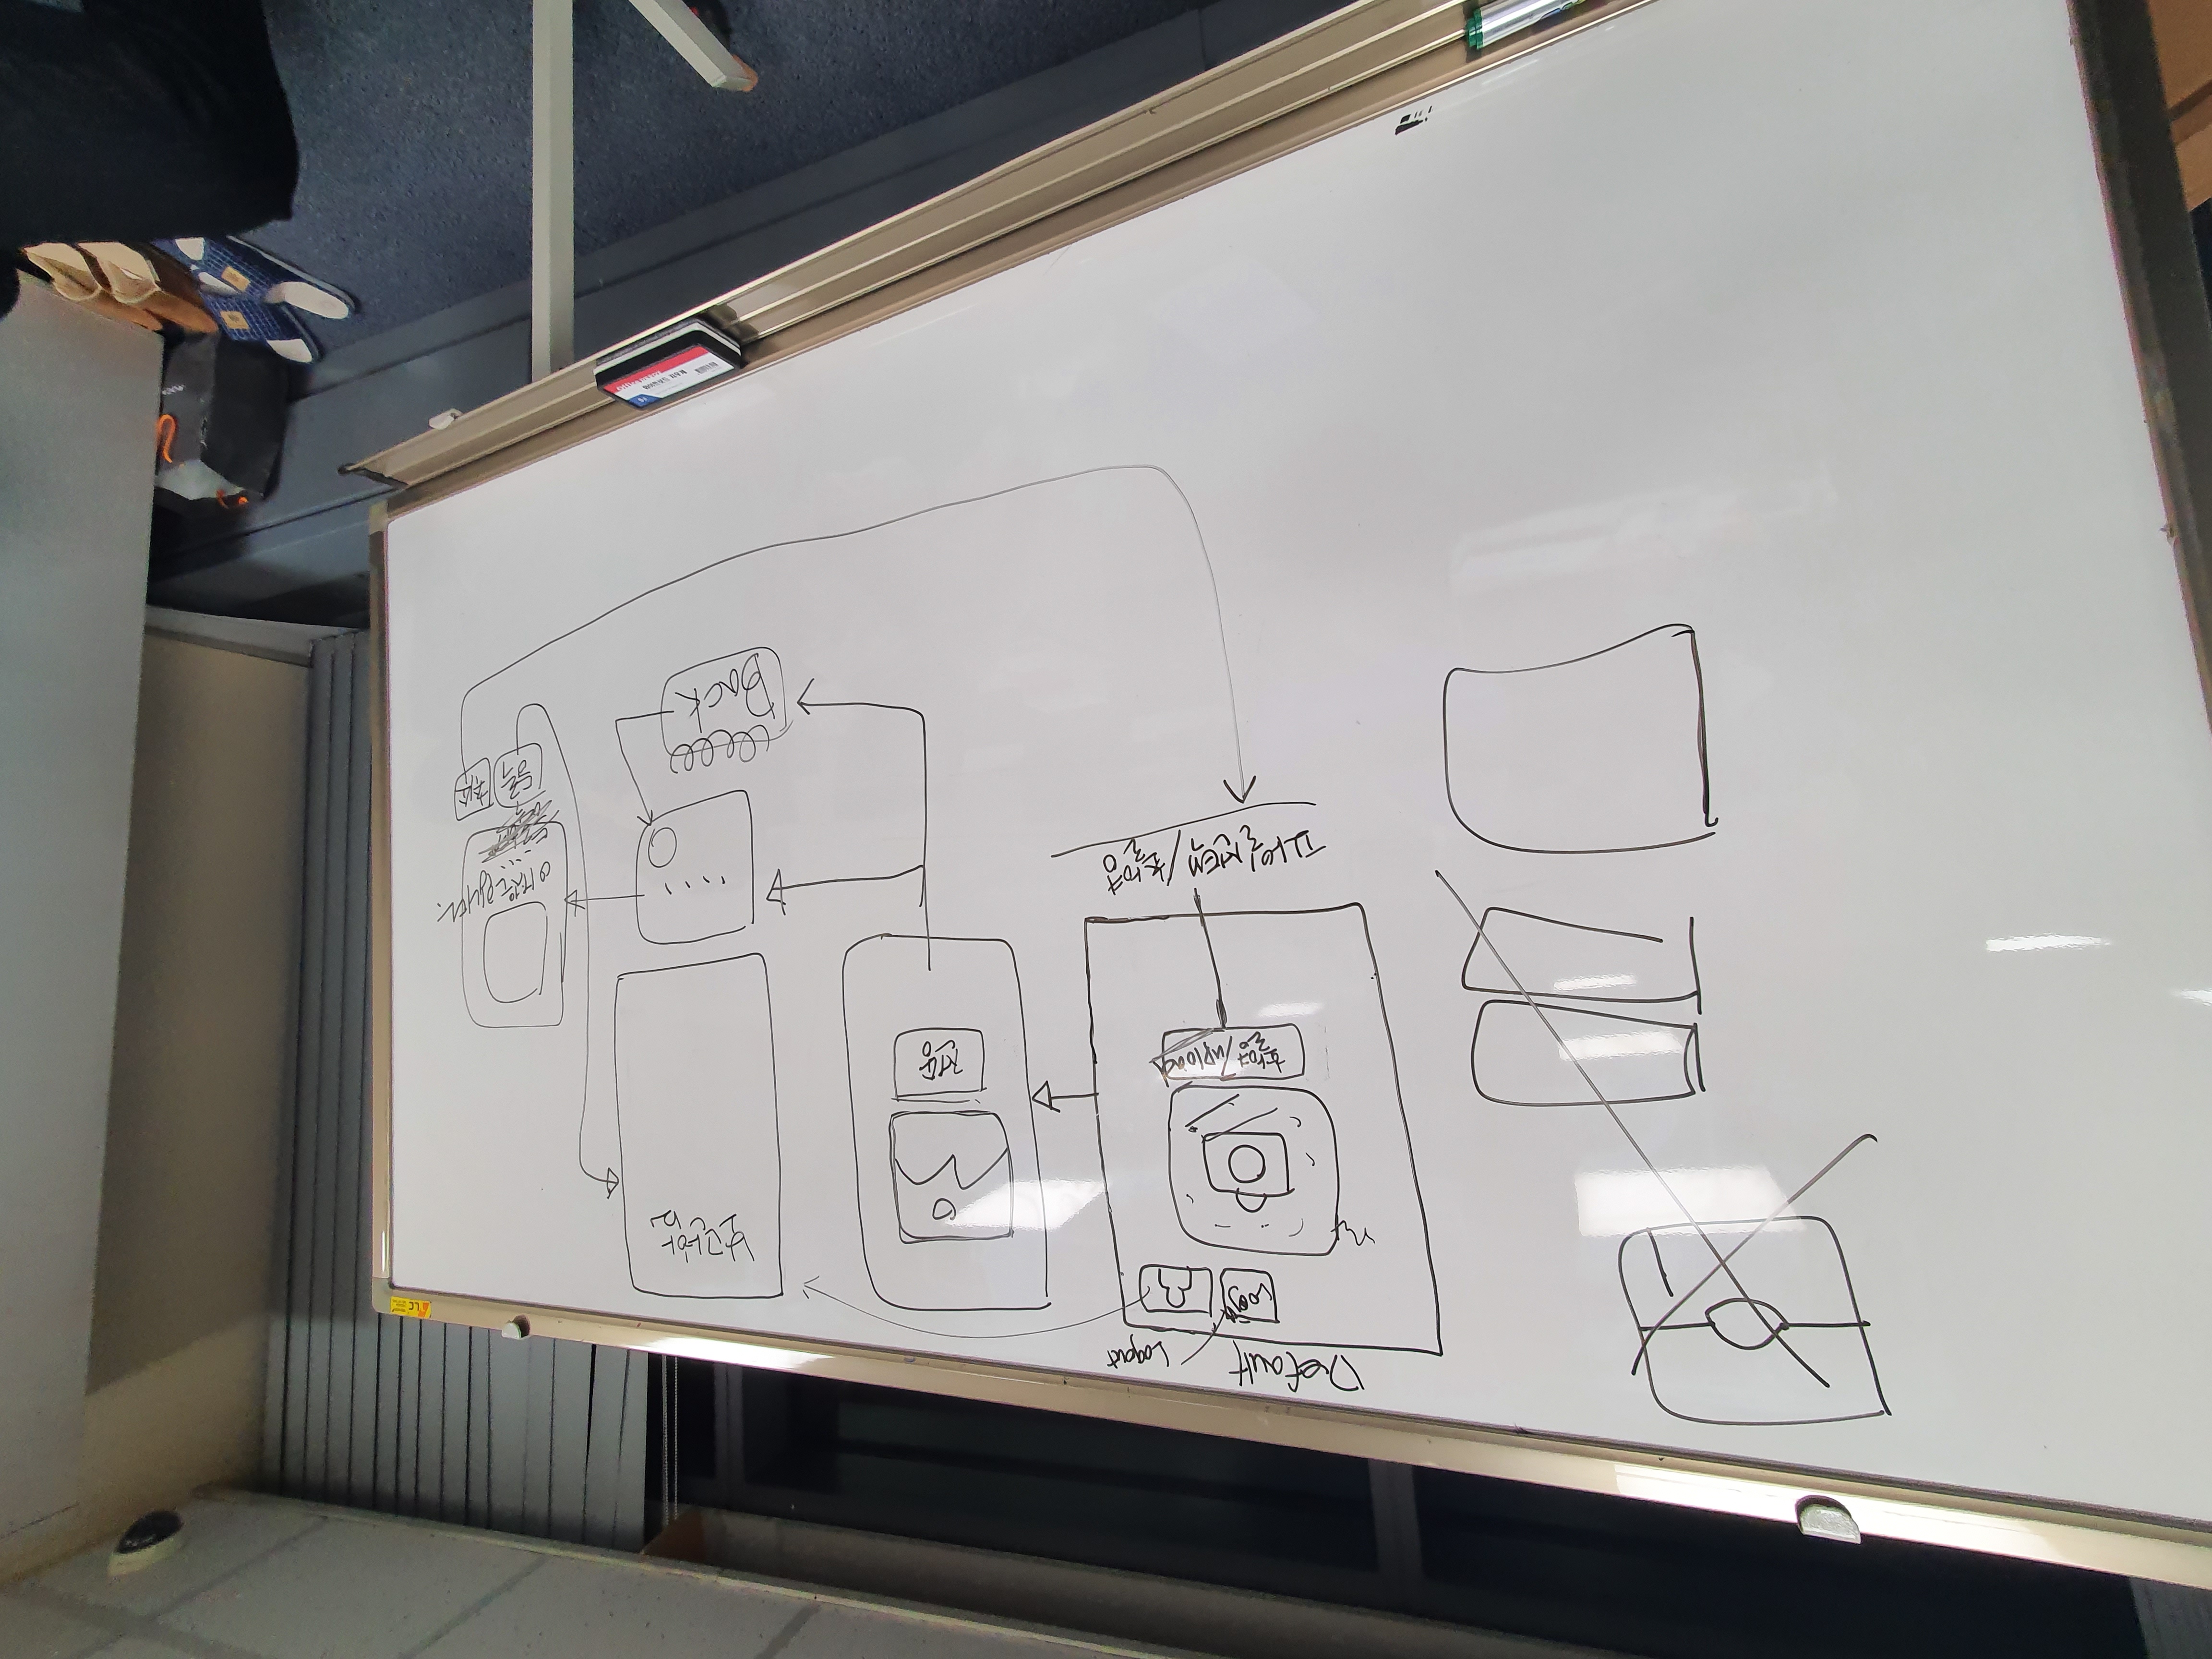 Default
Logout
Login
촬영/upload
파일선택/촬영
전송
보관함
이것은
....입니다.
등록
취소
Back
LC